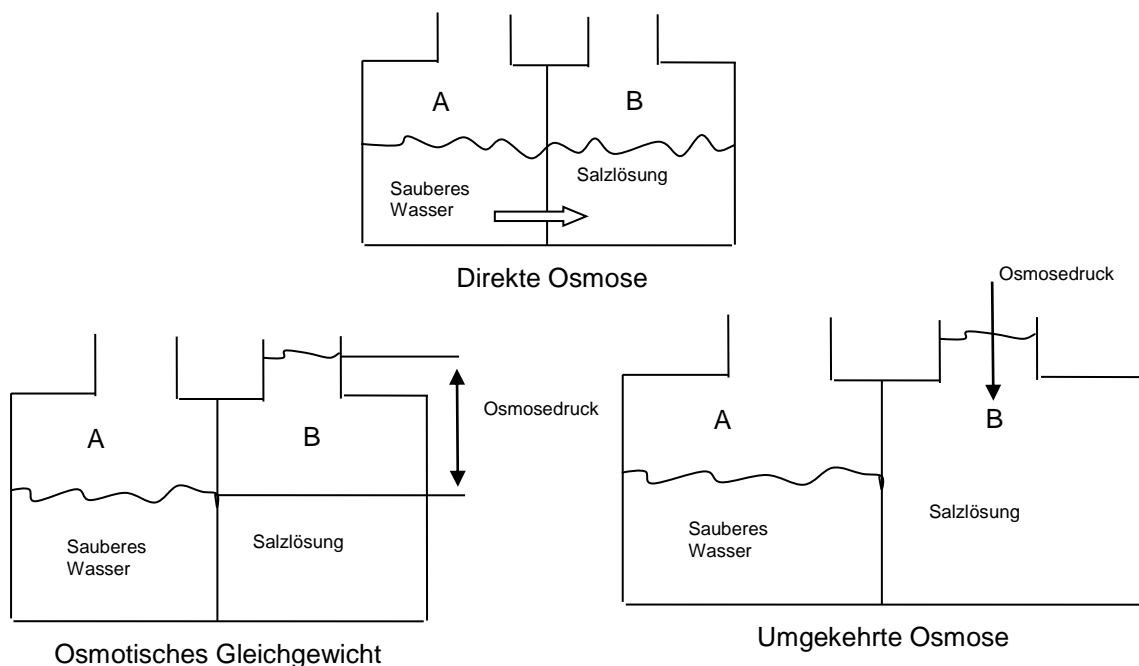 A
B
Sauberes
Wasser
Salzlösung
Direkte Osmose
Osmosedruck
A
B
Osmosedruck
Sauberes
Wasser
Salzlösung
Osmotisches Gleichgewicht
A
B
Salzlösung
Sauberes
Wasser
Umgekehrte Osmose